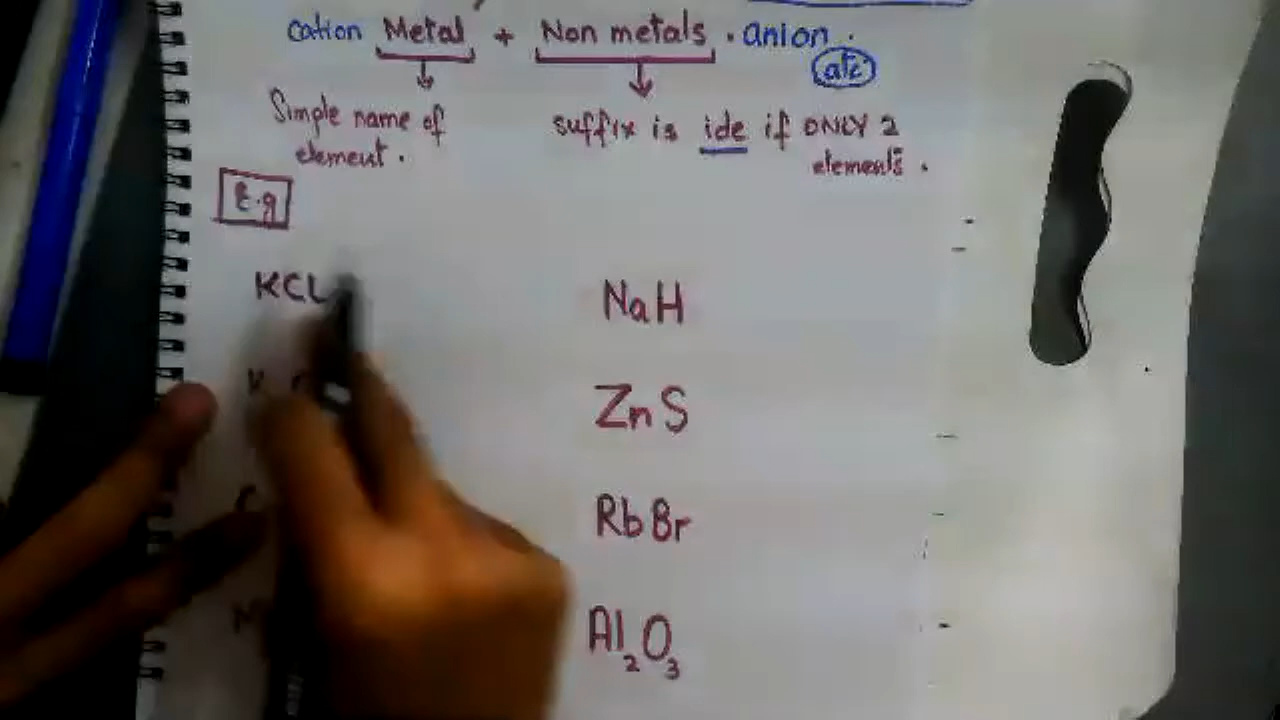 cation Metal + Non metals . anion .
ate
Simple name of element .
suffix is ide if ONLY 2 elements .
E.g
KCL
NaH
ZnS
RbBr
Al2O3